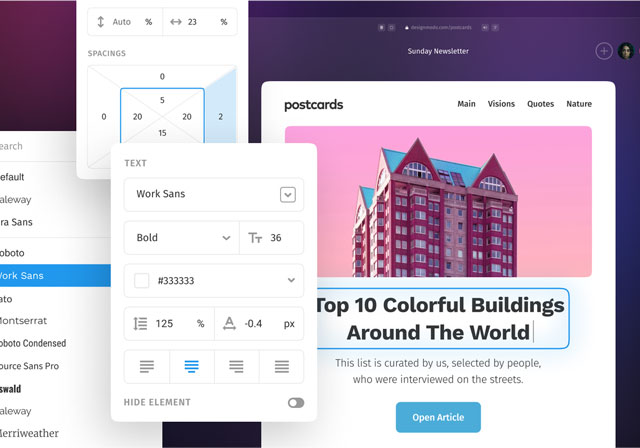 Auto %
23 %
SPACINGS
0
5
0 20 20 2
15
designmodo.com/postcards
Sunday Newsletter
postcards
Main Visions Quotes Nature
TEXT
Work Sans
Bold
36
#333333
125 %
-0.4 px
HIDE ELEMENT
earch
efault
aleway
ra Sans
oboto
Work Sans
ato
Montserrat
oboto Condensed
ource Sans Pro
swald
aleway
Merriweather
Top 10 Colorful Buildings
Around The World
This list is curated by us, selected by people,
who were interviewed on the streets.
Open Article